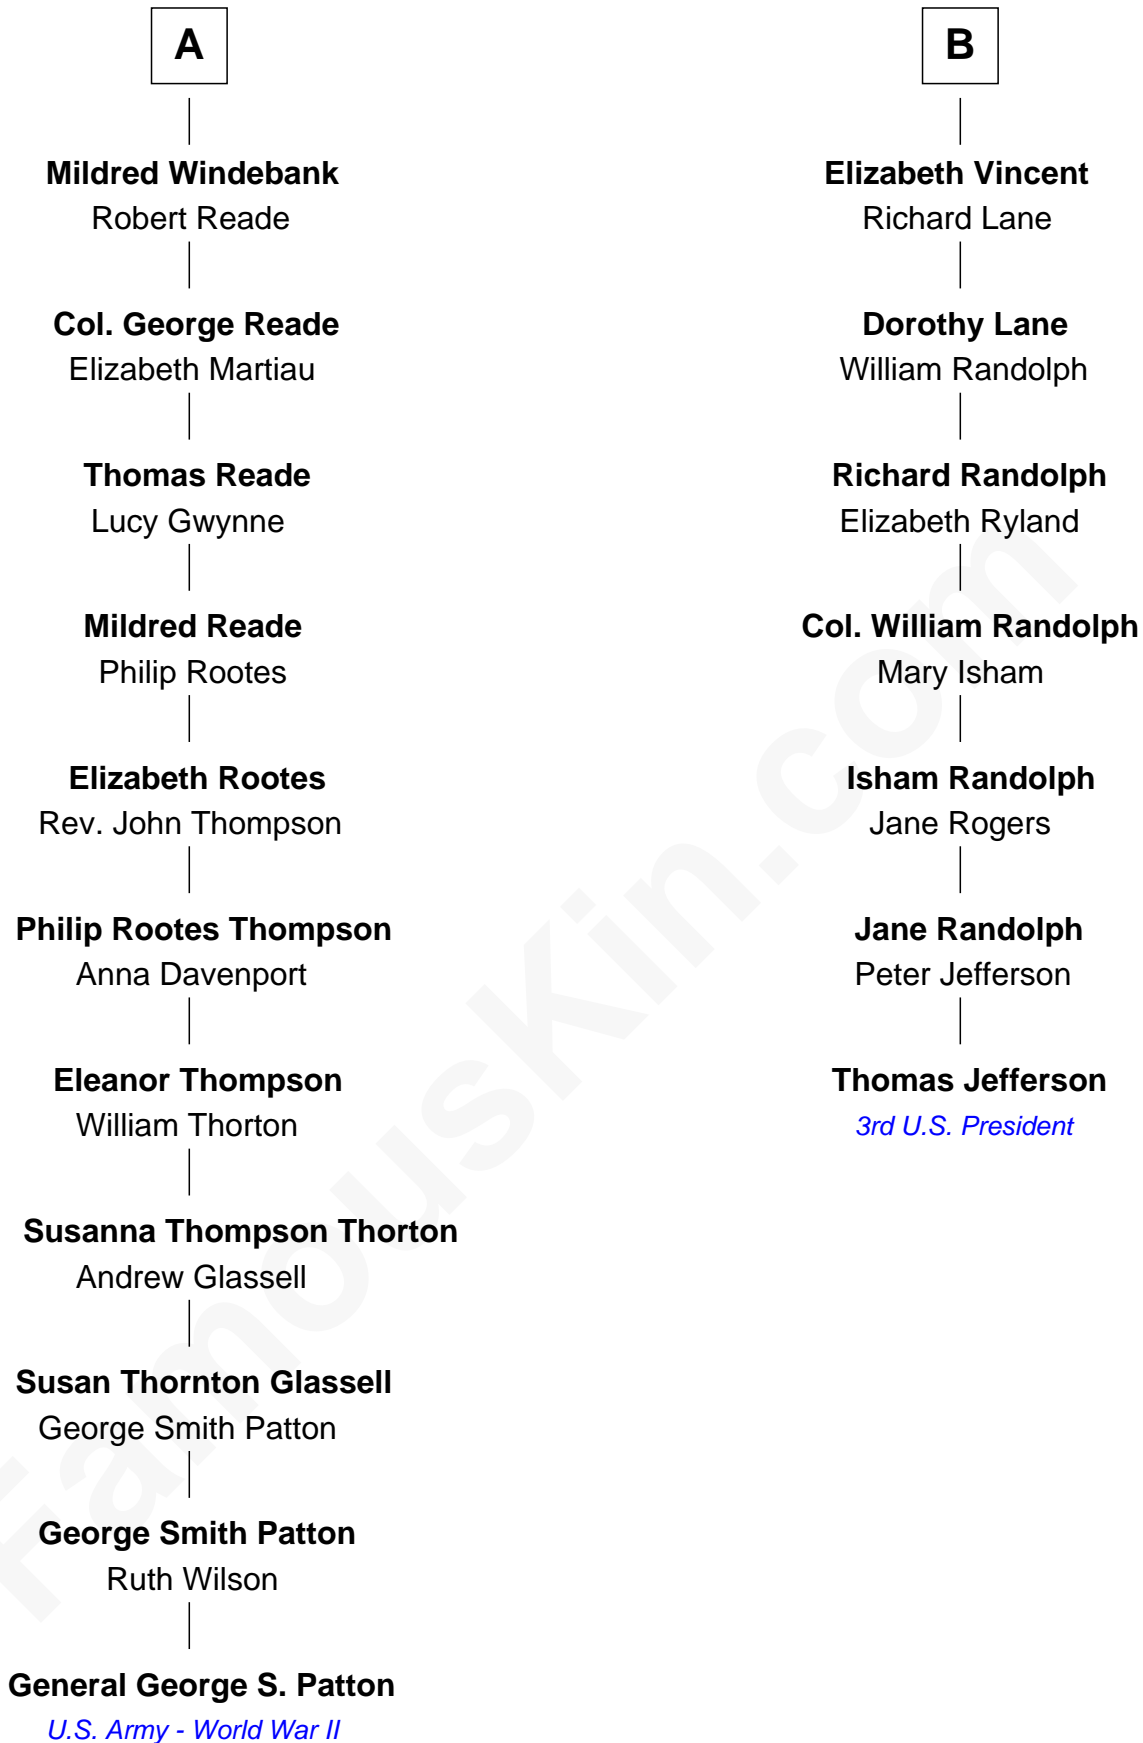 A
Mildred Windebank
Robert Reade
Col. George Reade
Elizabeth Martiau
Thomas Reade
Lucy Gwynne
Mildred Reade
Philip Rootes
Elizabeth Rootes
Rev. John Thompson
Philip Rootes Thompson
Anna Davenport
Eleanor Thompson
William Thorton
Susanna Thompson Thorton
Andrew Glassell
Susan Thornton Glassell
George Smith Patton
George Smith Patton
Ruth Wilson
General George S. Patton
U.S. Army - World War II
B
Elizabeth Vincent
Richard Lane
Dorothy Lane
William Randolph
Richard Randolph
Elizabeth Ryland
Col. William Randolph
Mary Isham
Isham Randolph
Jane Rogers
Jane Randolph
Peter Jefferson
Thomas Jefferson
3rd U.S. President
FamousKin.com